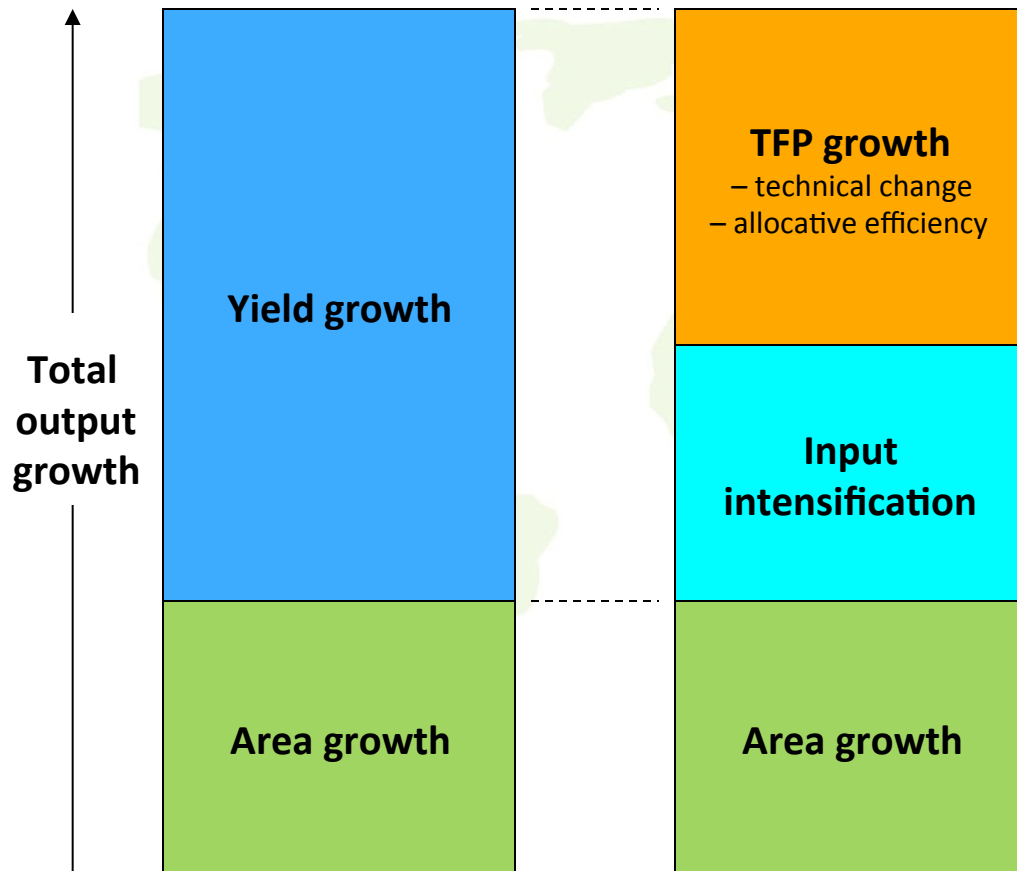 Total
output
growth
Yield growth
Area growth
TFP growth
– technical change
– allocative efficiency
Input
intensification
Area growth